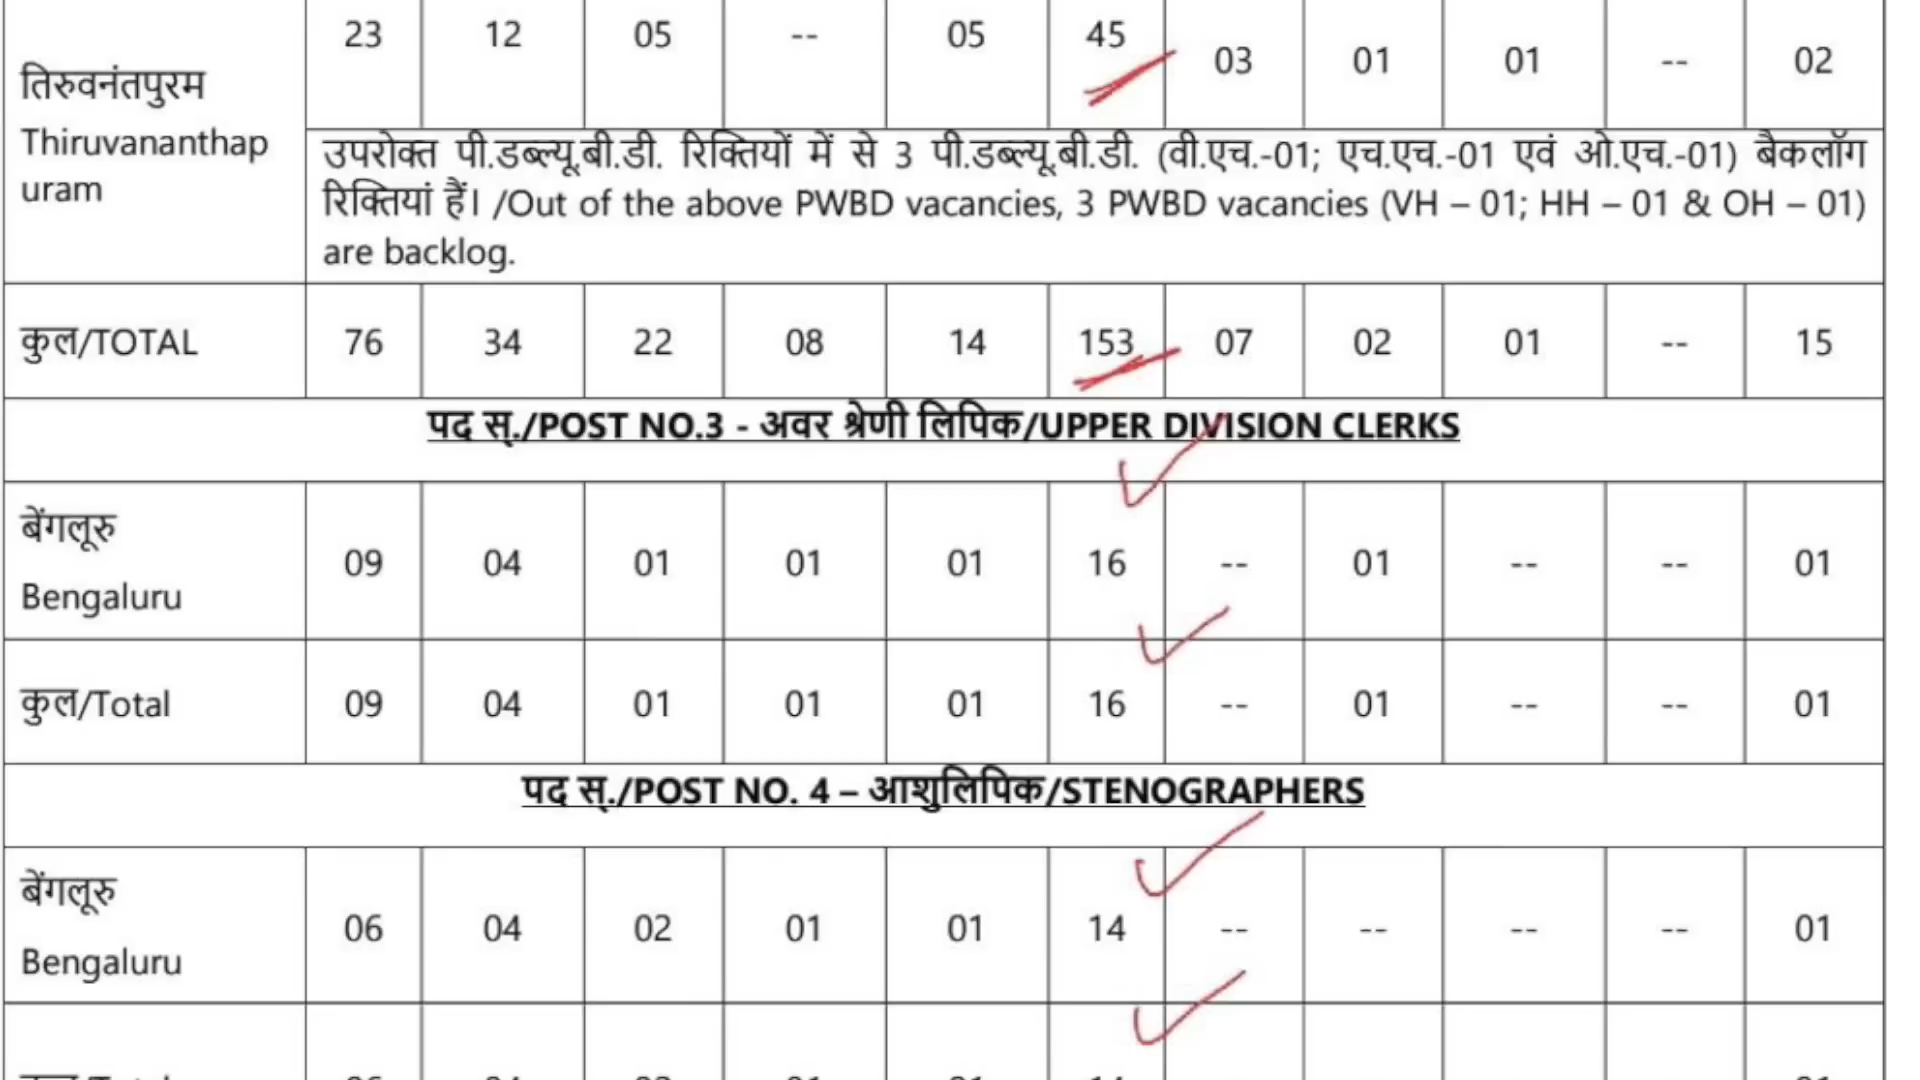 23 12 05 -- 05 45 03 01 01 -- 02
तिरुवनंतपुरम
Thiruvananthap
uram
उपरोक्त पी.डब्ल्यू.बी.डी. रिक्तियों में से 3 पी.डब्ल्यू.बी.डी. (वी.एच.-01; एच.एच.-01 एवं ओ.एच.-01) बैकलॉग
रिक्तियां हैं। /Out of the above PWBD vacancies, 3 PWBD vacancies (VH – 01; HH – 01 & OH – 01)
are backlog.
कुल/TOTAL 76 34 22 08 14 153 07 02 01 -- 15
पद स्./POST NO.3 - अवर श्रेणी लिपिक/UPPER DIVISION CLERKS
बेंगलूरु
Bengaluru
09 04 01 01 01 16 -- 01 -- -- 01
कुल/Total 09 04 01 01 01 16 -- 01 -- -- 01
पद स्./POST NO. 4 – आशुलिपिक/STENOGRAPHERS
बेंगलूरु
Bengaluru
06 04 02 01 01 14 -- -- -- -- 01